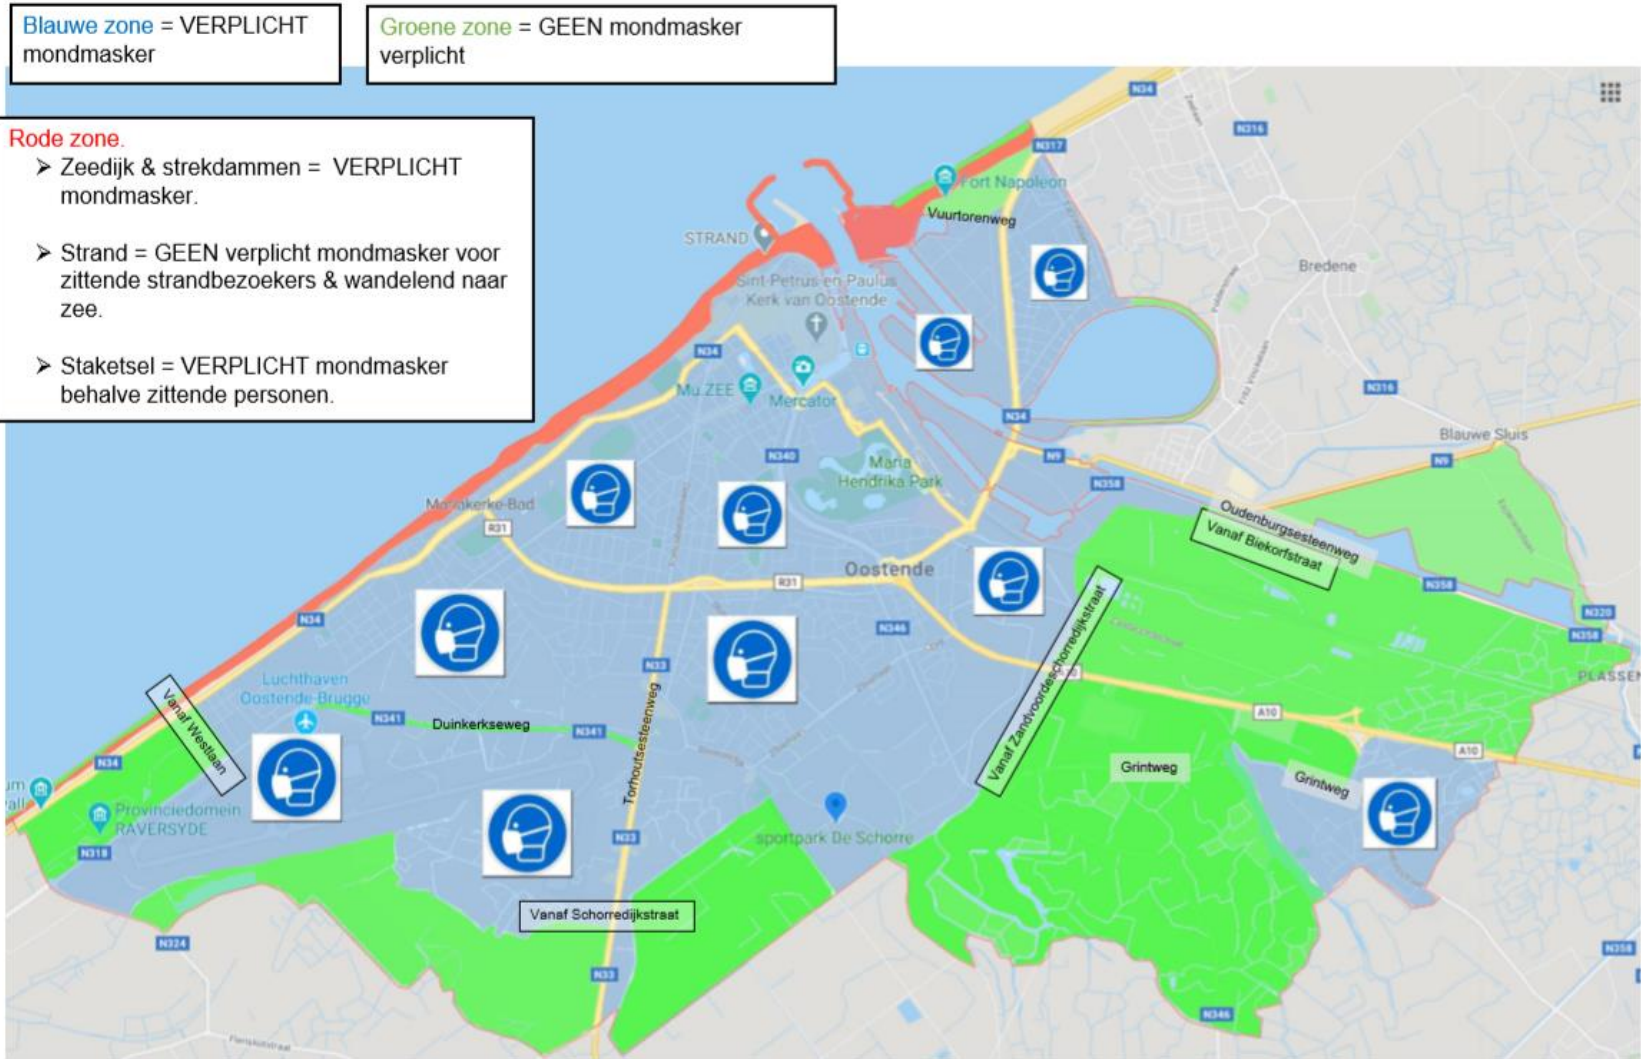 Blauwe zone = VERPLICHT
mondmasker
Groene zone = GEEN mondmasker
verplicht
Rode zone.
➢ Zeedijk & strekdammen = VERPLICHT
mondmasker.
➢ Strand = GEEN verplicht mondmasker voor
zittende strandbezoekers & wandelend naar
zee.
➢ Staketsel = VERPLICHT mondmasker
behalve zittende personen.
N34
N316
N317
Fort Napoleon
Vuurtorenweg
STRAND
Sint-Petrus en Paulus
Kerk van Oostende
Bredene
N34
Mu.ZEE
Mercator
N316
N34
Blauwe Sluis
N340
Maria
Hendrika Park
N9
N9
N358
Mariakerke-Bad
R31
Oudenburgsesteenweg
Vanaf Biekorfstraat
Oostende
R31
N358
N34
N346
N320
N358
Vanaf Zandvoordeschorredijkstraat
N33
PLASSEN
Luchthaven
Oostende-Brugge
Vanaf Westlaan
N341
Duinkerkseweg
N341
Torhoutsesteenweg
A10
A10
N34
Grintweg
Grintweg
Provinciedomein
RAVERSYDE
N318
N33
sportpark De Schorre
Vanaf Schorredijkstraat
N324
N33
N358
N346